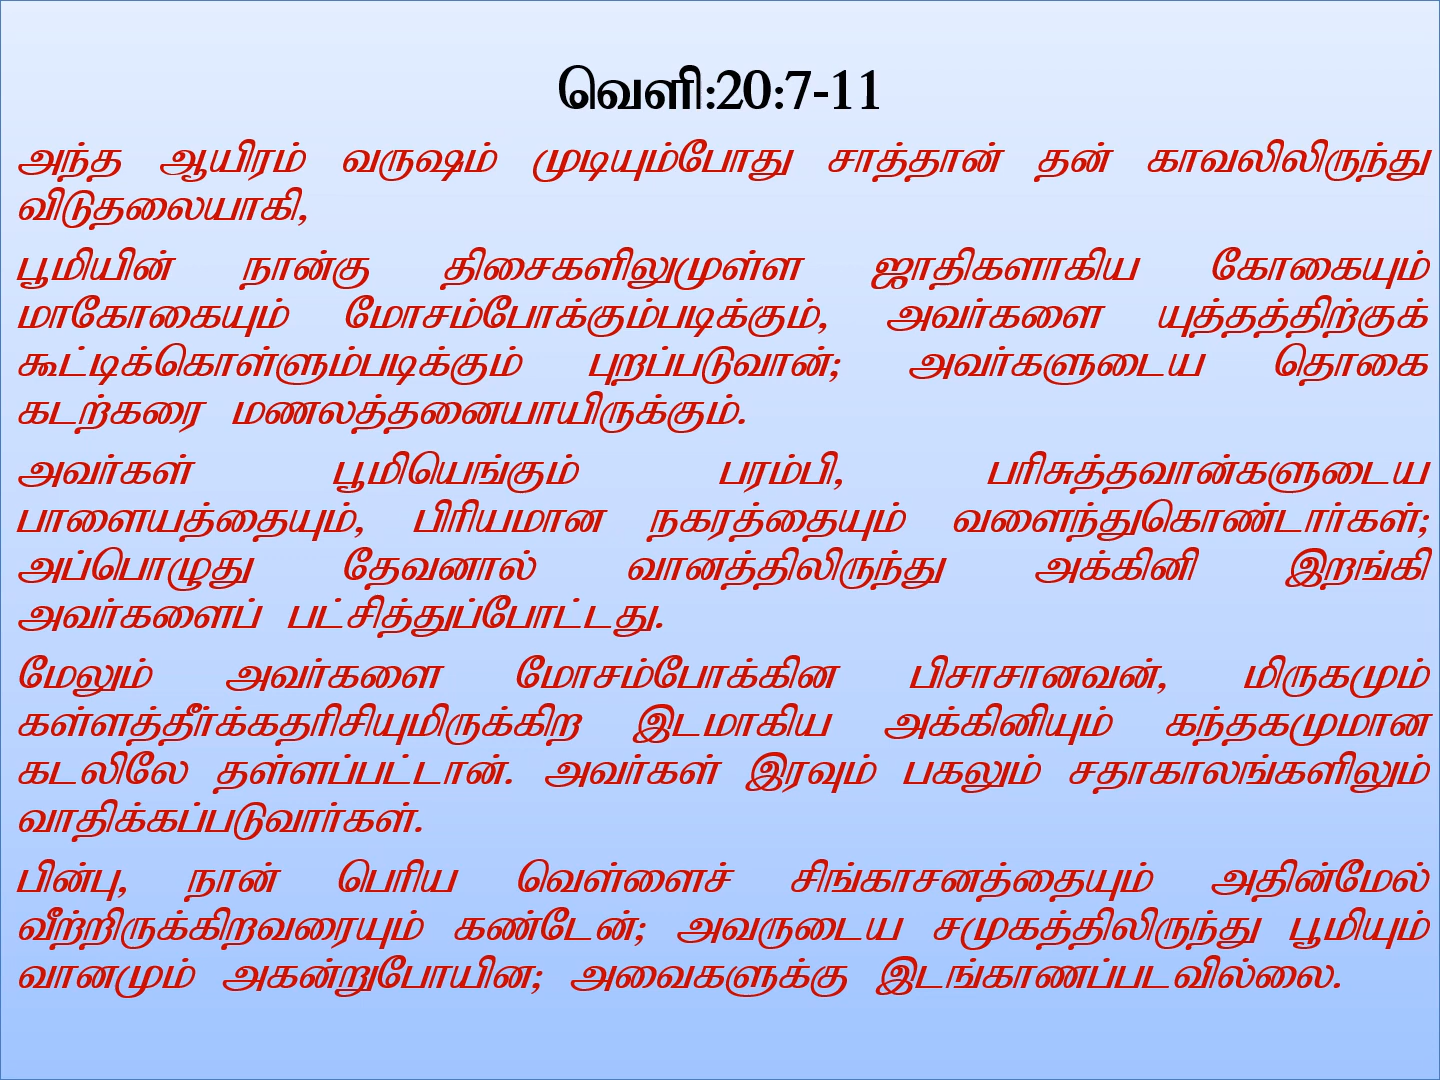 வெளி:20:7-11
அந்த ஆயிரம் வருஷம் முடியும்போது சாத்தான் தன் காவலிலிருந்து
விடுதலையாகி,
பூமியின் நான்கு திசைகளிலுமுள்ள ஜாதிகளாகிய கோகையும்
மாகோகையும் மோசம்போக்கும்படிக்கும், அவர்களை யுத்தத்திற்குக்
கூட்டிக்கொள்ளும்படிக்கும் புறப்படுவான்; அவர்களுடைய தொகை
கடற்கரை மணலத்தனையாயிருக்கும்.
அவர்கள் பூமியெங்கும் பரம்பி, பரிசுத்தவான்களுடைய
பாளையத்தையும், பிரியமான நகரத்தையும் வளைந்துகொண்டார்கள்;
அப்பொழுது தேவனால் வானத்திலிருந்து அக்கினி இறங்கி
அவர்களைப் பட்சித்துப்போட்டது.
மேலும் அவர்களை மோசம்போக்கின பிசாசானவன், மிருகமும்
கள்ளத்தீர்க்கதரிசியுமிருக்கிற இடமாகிய அக்கினியும் கந்தகமுமான
கடலிலே தள்ளப்பட்டான். அவர்கள் இரவும் பகலும் சதாகாலங்களிலும்
வாதிக்கப்படுவார்கள்.
பின்பு, நான் பெரிய வெள்ளைச் சிங்காசனத்தையும் அதின்மேல்
வீற்றிருக்கிறவரையும் கண்டேன்; அவருடைய சமுகத்திலிருந்து பூமியும்
வானமும் அகன்றுபோயின; அவைகளுக்கு இடங்காணப்படவில்லை.